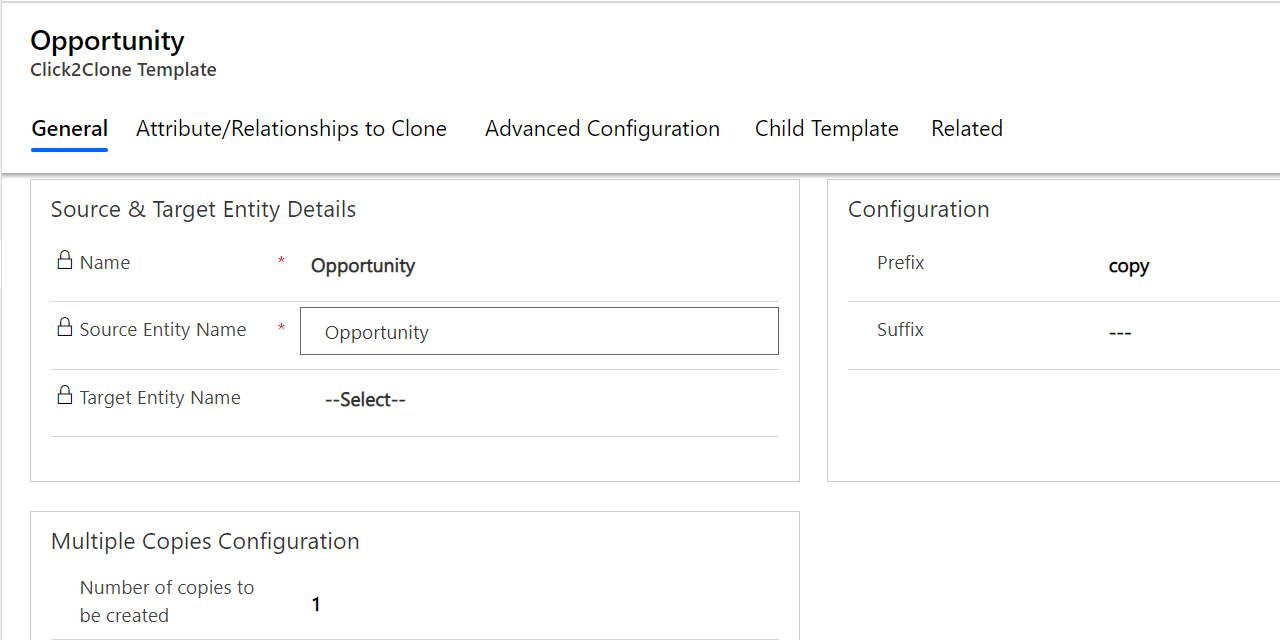 Opportunity
Click2Clone Template
General Attribute/Relationships to Clone Advanced Configuration Child Template Related
Source & Target Entity Details
Name * Opportunity
Source Entity Name * Opportunity
Target Entity Name --Select--
Configuration
Prefix copy
Suffix ---
Multiple Copies Configuration
Number of copies to
be created 1